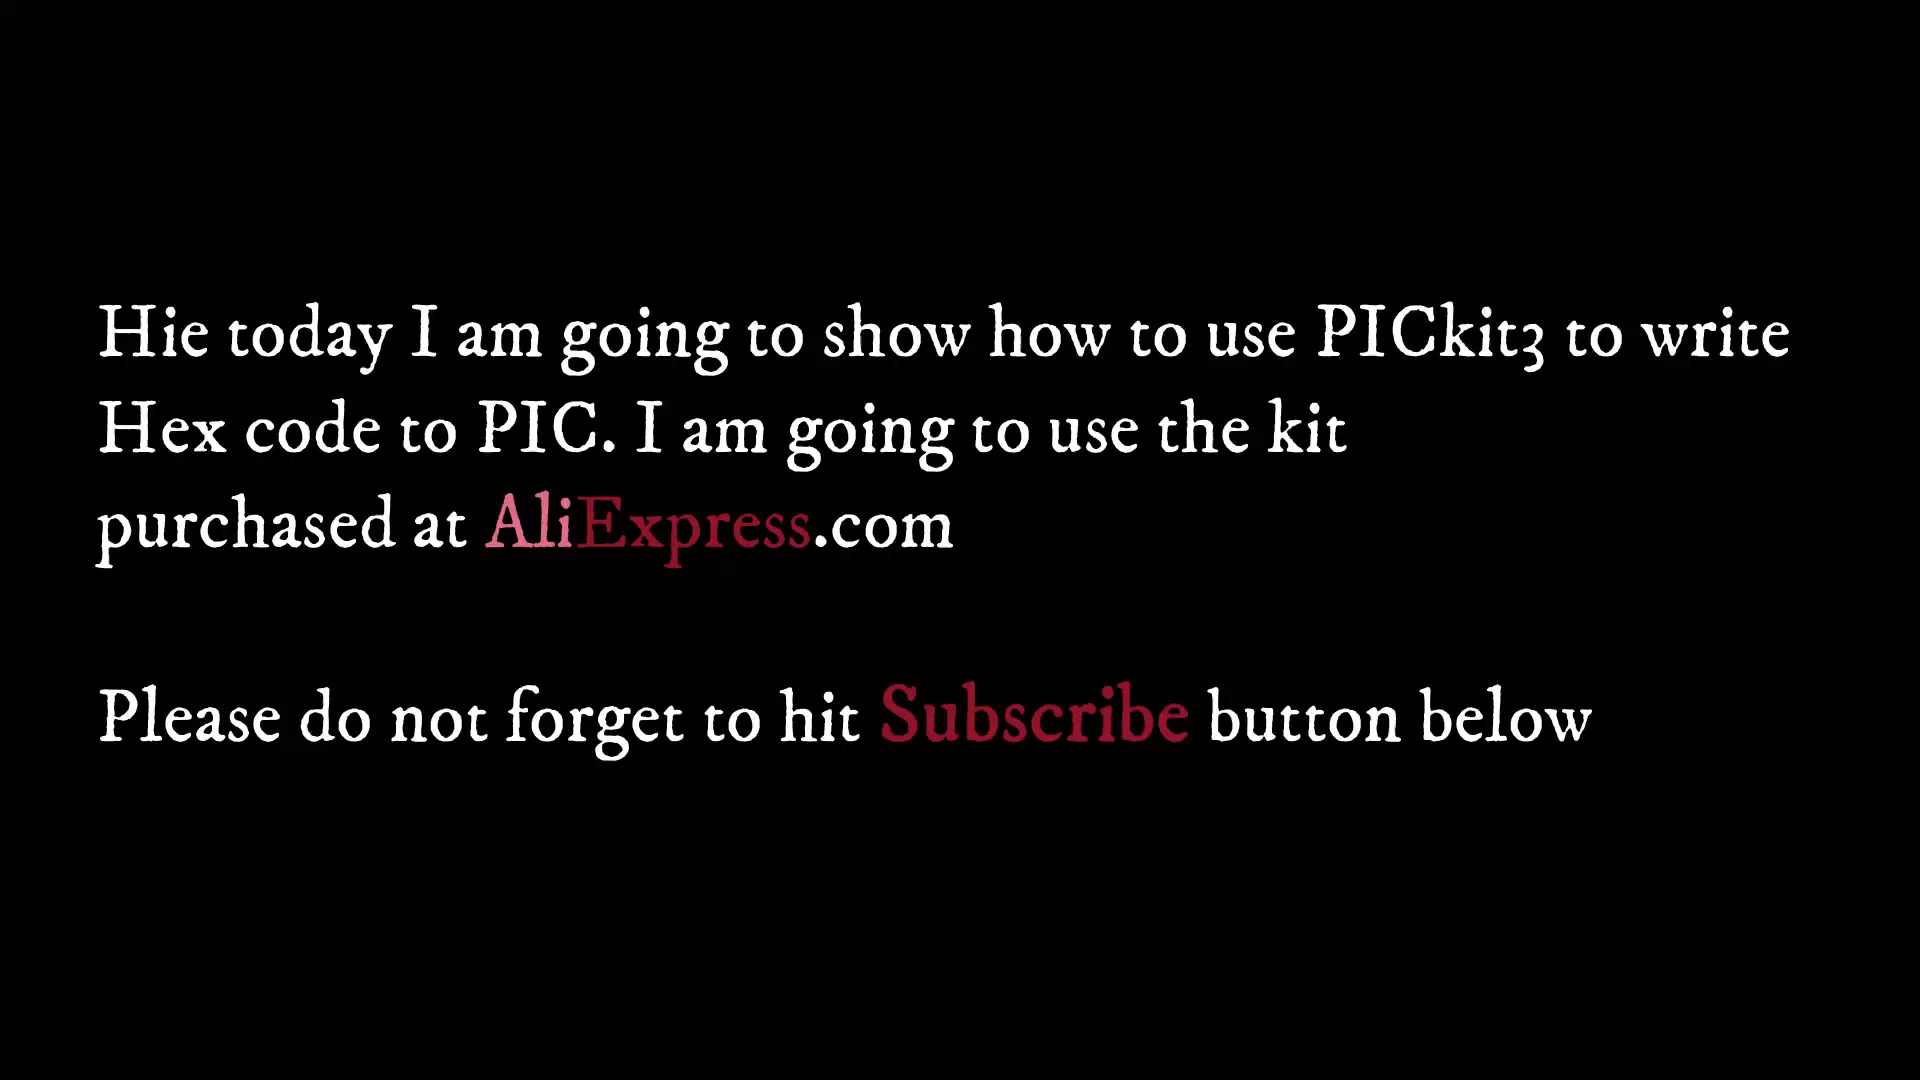 Hie today I am going to show how to use PICkit3 to write
Hex code to PIC. I am going to use the kit
purchased at AliExpress.com
Please do not forget to hit Subscribe button below